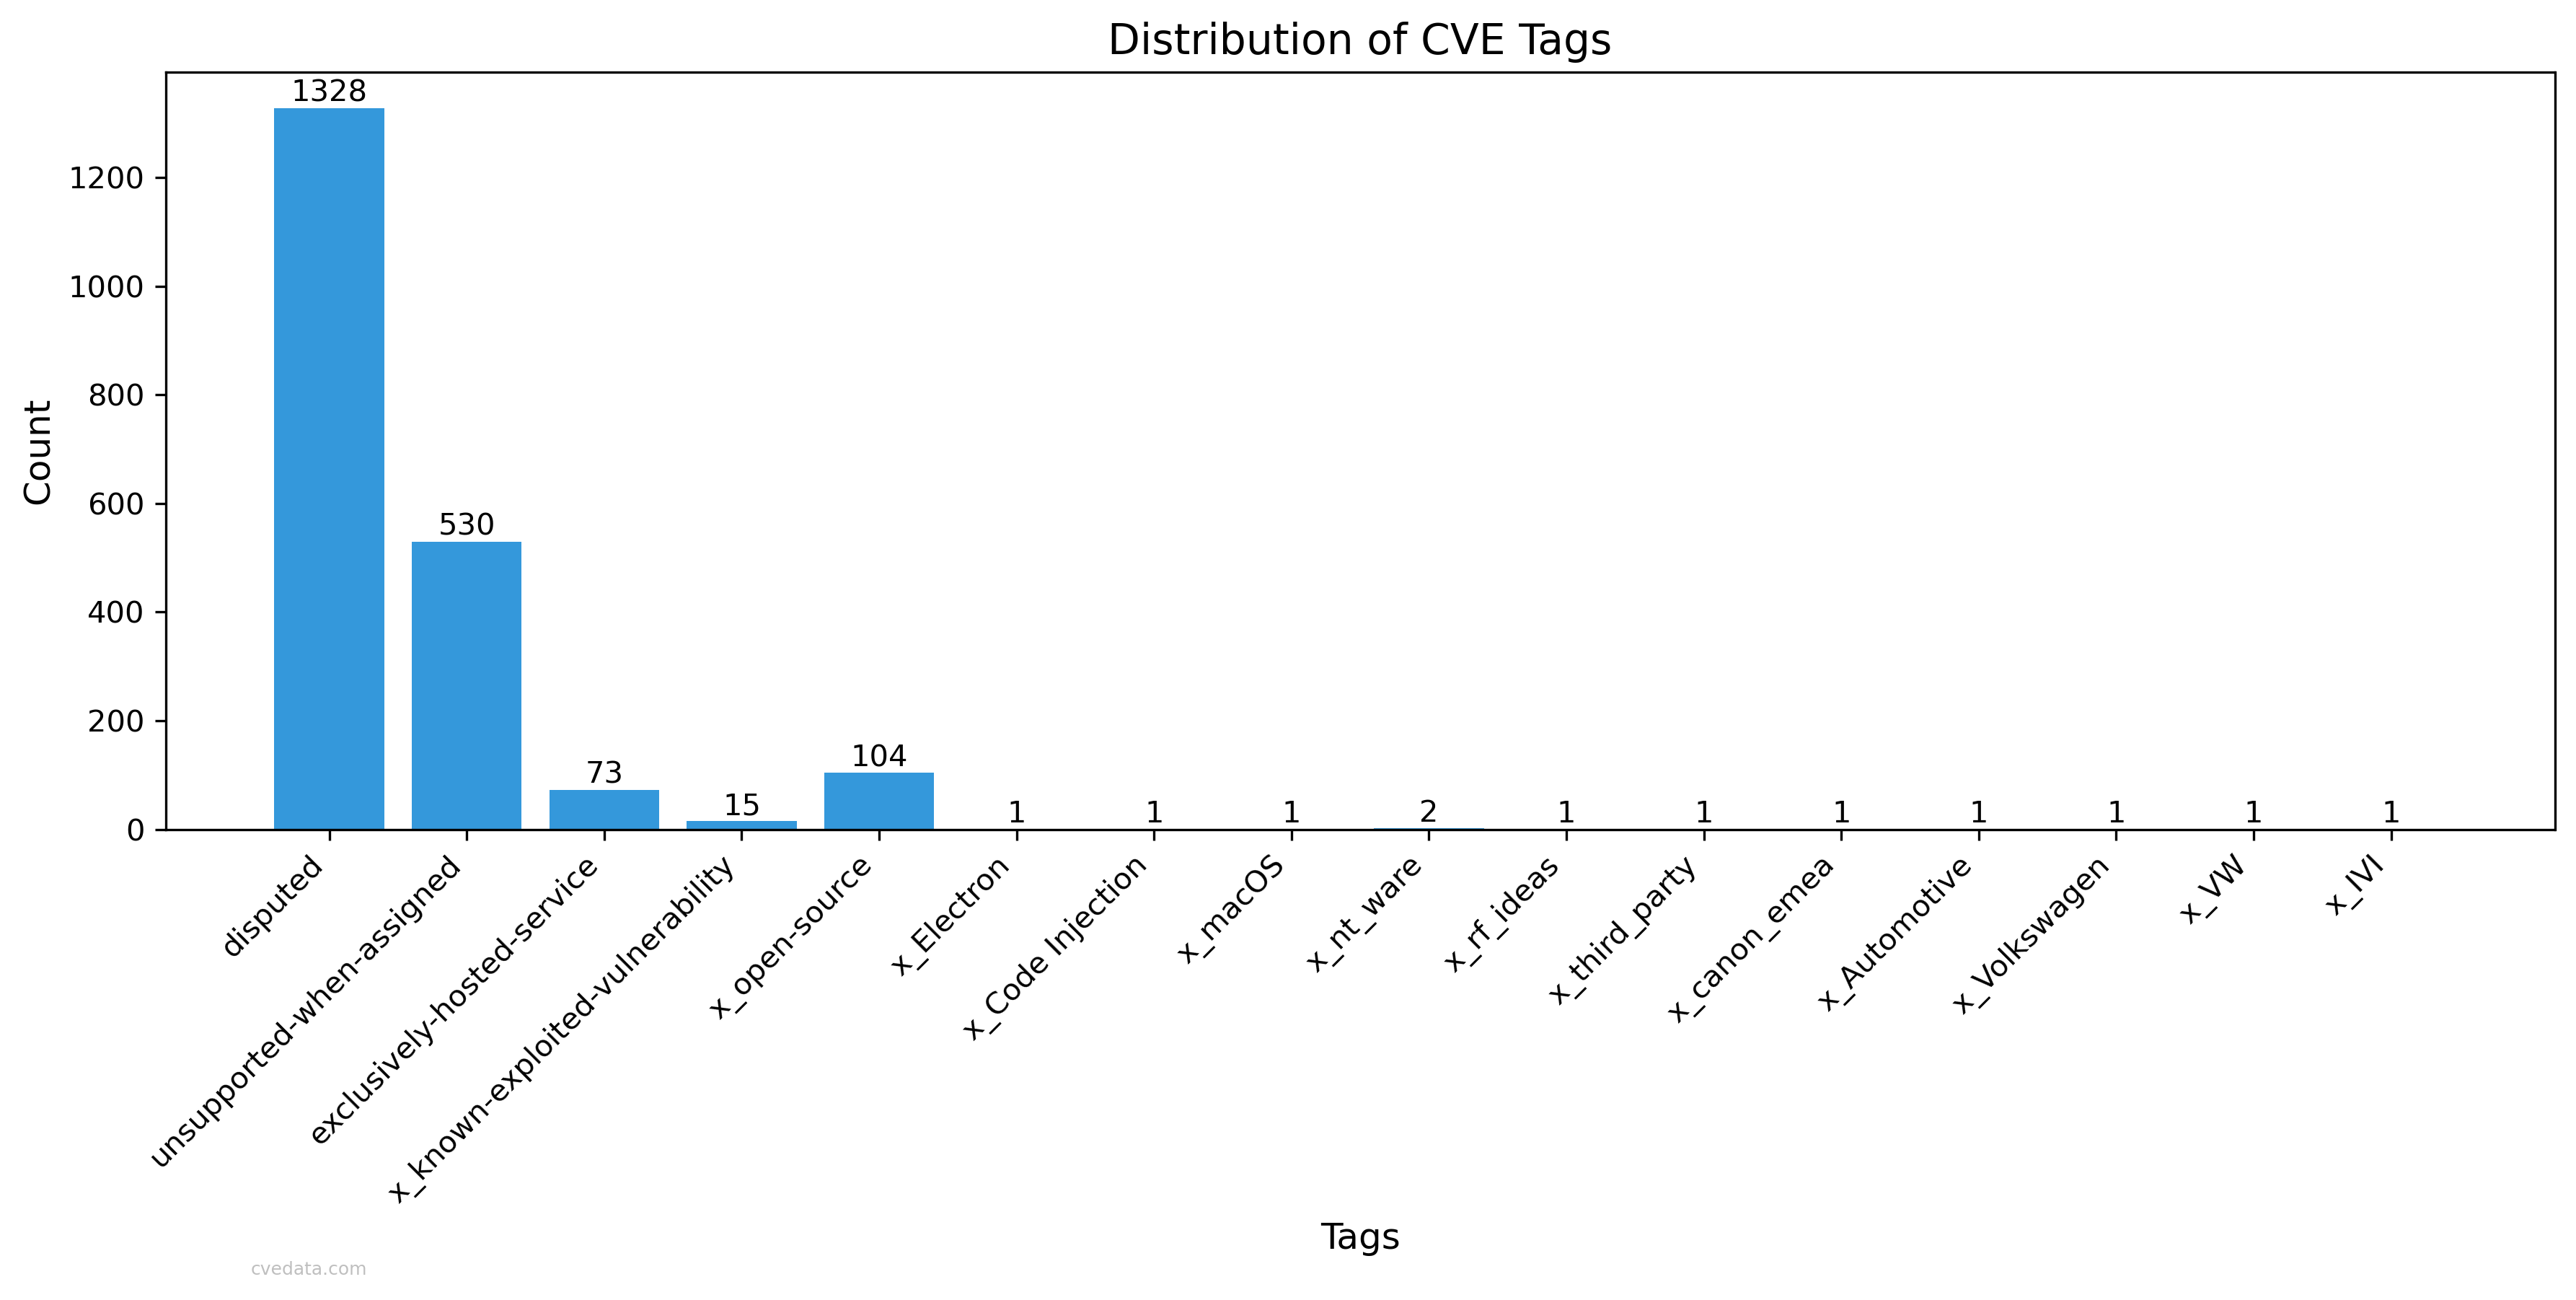 Distribution of CVE Tags
Count
1200
1000
800
600
400
200
0
1328
530
73
15
104
1
1
1
2
1
1
1
1
1
1
1
disputed
unsupported-when-assigned
exclusively-hosted-service
x_known-exploited-vulnerability
x_open-source
x_Electron
x_Code Injection
x_macOS
x_nt_ware
x_rf_ideas
x_third_party
x_canon_emea
x_Automotive
x_Volkswagen
x_VW
x_IVI
Tags
cvedata.com